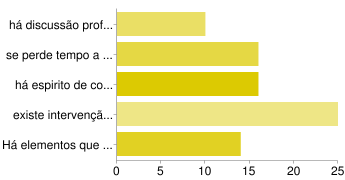 há discussão prof...
se perde tempo a ...
há espirito de co...
existe intervençã...
Há elementos que ...
0 5 10 15 20 25